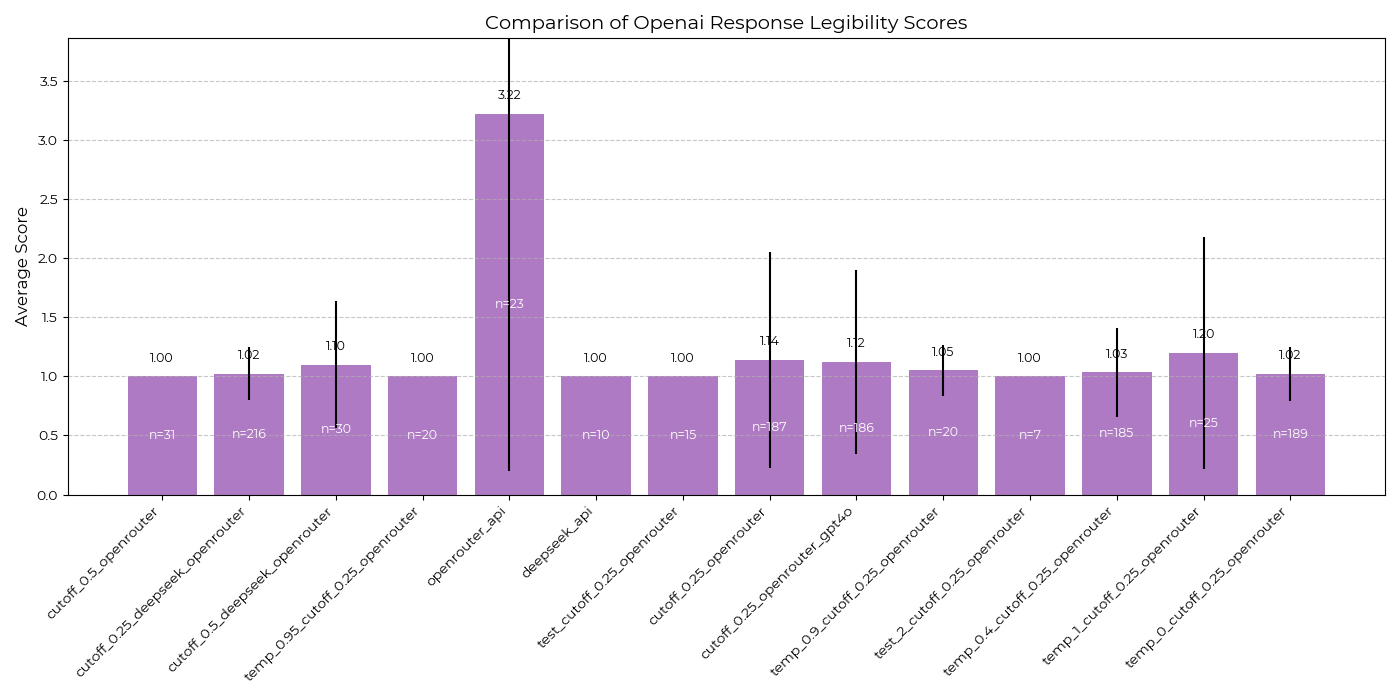 Comparison of Openai Response Legibility Scores
Average Score
3.5
3.0
2.5
2.0
1.5
1.0
0.5
0.0
1.00
1.02
1.10
1.00
3.22
1.00
1.00
1.14
1.12
1.05
1.00
1.03
1.20
1.02
n=31
n=216
n=30
n=20
n=23
n=10
n=15
n=187
n=186
n=20
n=7
n=185
n=25
n=189
cutoff_0.5_openrouter
cutoff_0.25_deepseek_openrouter
cutoff_0.5_deepseek_openrouter
temp_0.95_cutoff_0.25_openrouter
openrouter_api
deepseek_api
test_cutoff_0.25_openrouter
cutoff_0.25_openrouter
cutoff_0.25_openrouter_gpt4o
temp_0.9_cutoff_0.25_openrouter
test_2_cutoff_0.25_openrouter
temp_0.4_cutoff_0.25_openrouter
temp_1_cutoff_0.25_openrouter
temp_0_cutoff_0.25_openrouter